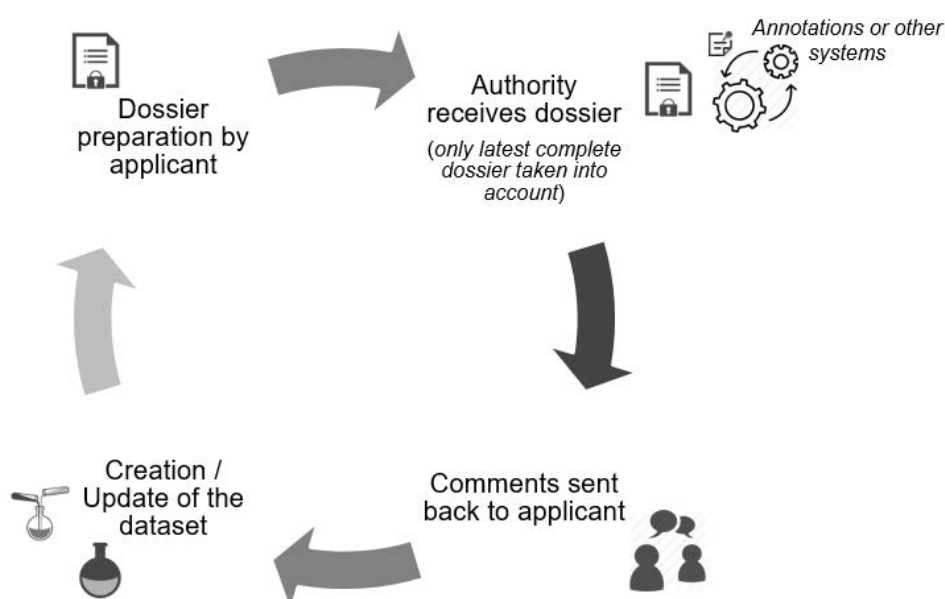 Dossier
preparation by
applicant
Authority
receives dossier
(only latest complete
dossier taken into
account)
Annotations or other
systems
Comments sent
back to applicant
Creation /
Update of the
dataset